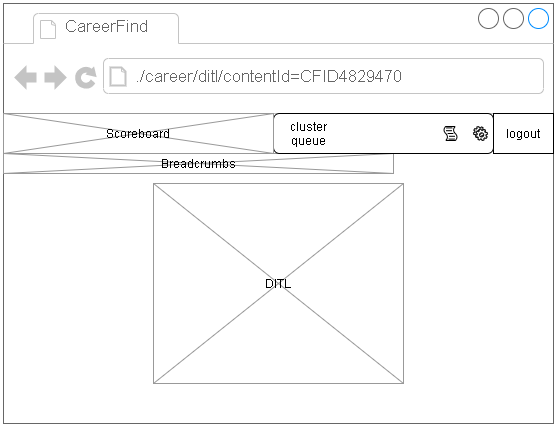 CareerFind
./career/ditl/contentId=CFID4829470
Scoreboard
cluster
queue
logout
Breadcrumbs
DITL